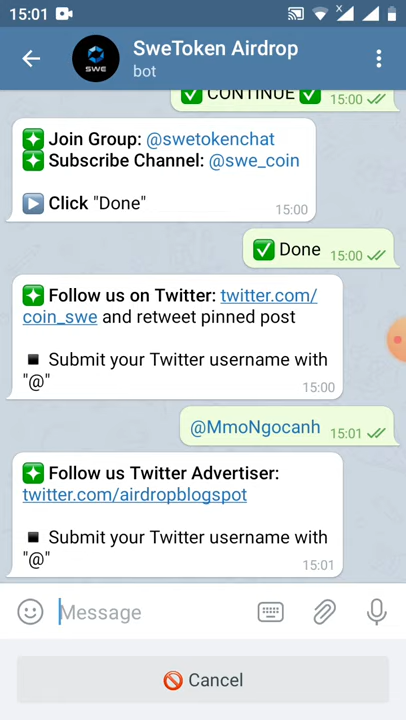 15:01
SweToken Airdrop
bot
SWE
✅ CONTINUE ✅ 15:00
Join Group: @swetokenchat
Subscribe Channel: @swe_coin
▶ Click "Done"
15:00
✅ Done 15:00
Follow us on Twitter: twitter.com/
coin_swe and retweet pinned post
◾ Submit your Twitter username with
"@"
15:00
@MmoNgocanh 15:01
Follow us Twitter Advertiser:
twitter.com/airdropblogspot
◾ Submit your Twitter username with
"@"
15:01
Message
🚫 Cancel